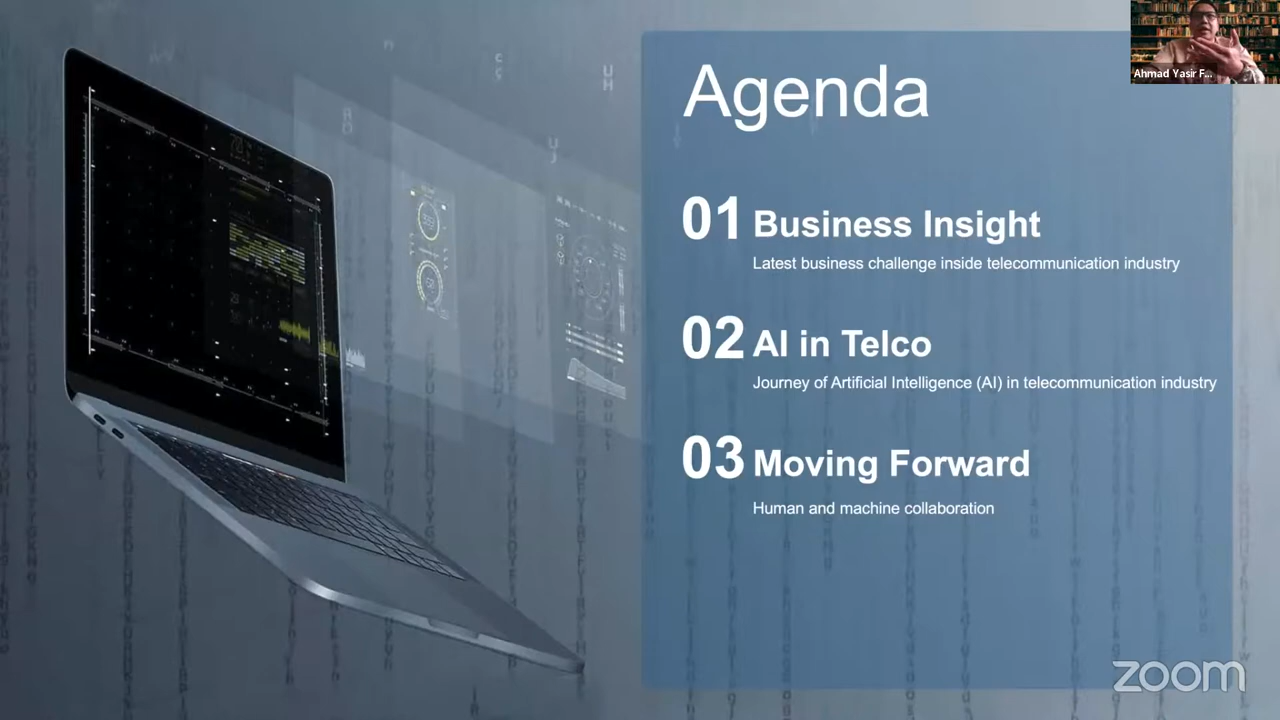 Agenda
Ahmad Yasir F...
01 Business Insight
Latest business challenge inside telecommunication industry
02 AI in Telco
Journey of Artificial Intelligence (AI) in telecommunication industry
03 Moving Forward
Human and machine collaboration
zoom